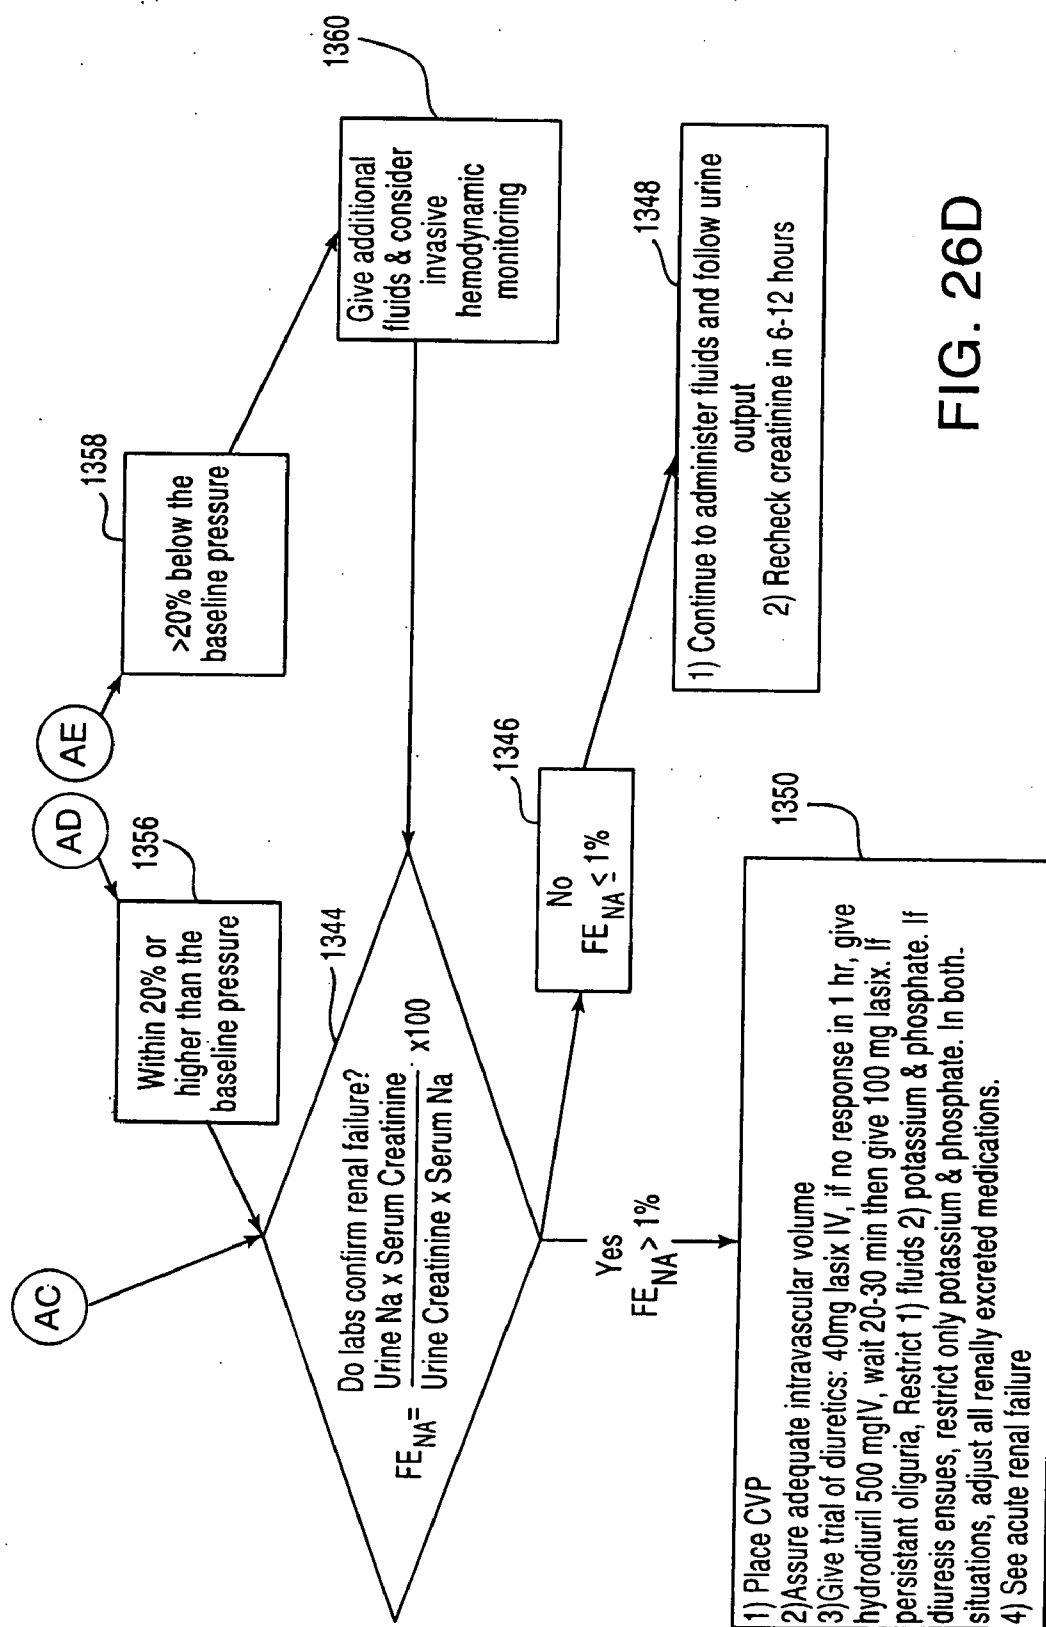 AC
AD
AE
1356
Within 20% or
higher than the
baseline pressure
1358
>20% below the
baseline pressure
1360
Give additional
fluids & consider
invasive
hemodynamic
monitoring
1344
Do labs confirm renal failure?
FE NA = Urine Na x Serum Creatinine / Urine Creatinine x Serum Na x100
1346
No
FE NA ≤ 1%
1348
1) Continue to administer fluids and follow urine
output
2) Recheck creatinine in 6-12 hours
Yes
FE NA > 1%
1350
1) Place CVP
2)Assure adequate intravascular volume
3)Give trial of diuretics: 40mg lasix IV, if no response in 1 hr, give
hydrodiuril 500 mgIV, wait 20-30 min then give 100 mg lasix. If
persistant oliguria, Restrict 1) fluids 2) potassium & phosphate. If
diuresis ensues, restrict only potassium & phosphate. In both.
situations, adjust all renally excreted medications.
4) See acute renal failure
FIG. 26D